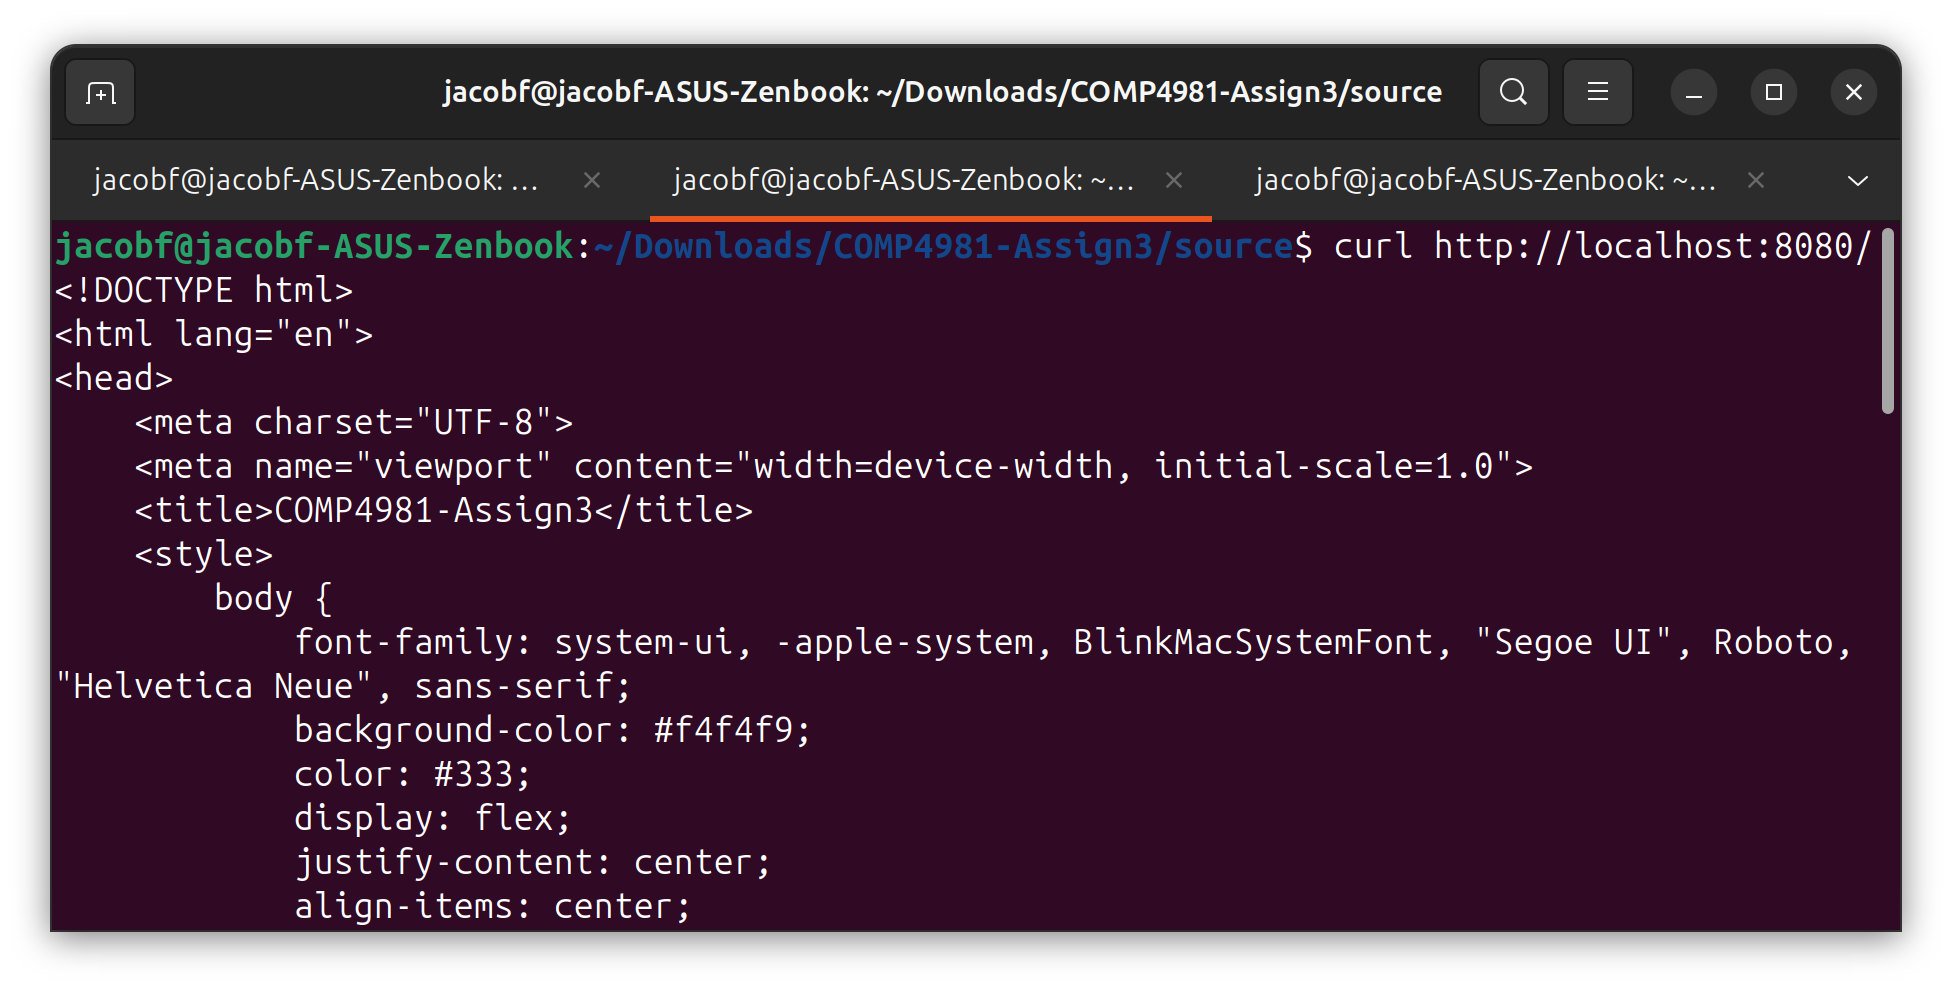 jacobf@jacobf-ASUS-Zenbook: ~/Downloads/COMP4981-Assign3/source
jacobf@jacobf-ASUS-Zenbook: ...
jacobf@jacobf-ASUS-Zenbook: ~...
jacobf@jacobf-ASUS-Zenbook: ~...
jacobf@jacobf-ASUS-Zenbook:~/Downloads/COMP4981-Assign3/source$ curl http://localhost:8080/
<!DOCTYPE html>
<html lang="en">
<head>
    <meta charset="UTF-8">
    <meta name="viewport" content="width=device-width, initial-scale=1.0">
    <title>COMP4981-Assign3</title>
    <style>
        body {
            font-family: system-ui, -apple-system, BlinkMacSystemFont, "Segoe UI", Roboto,
"Helvetica Neue", sans-serif;
            background-color: #f4f4f9;
            color: #333;
            display: flex;
            justify-content: center;
            align-items: center;